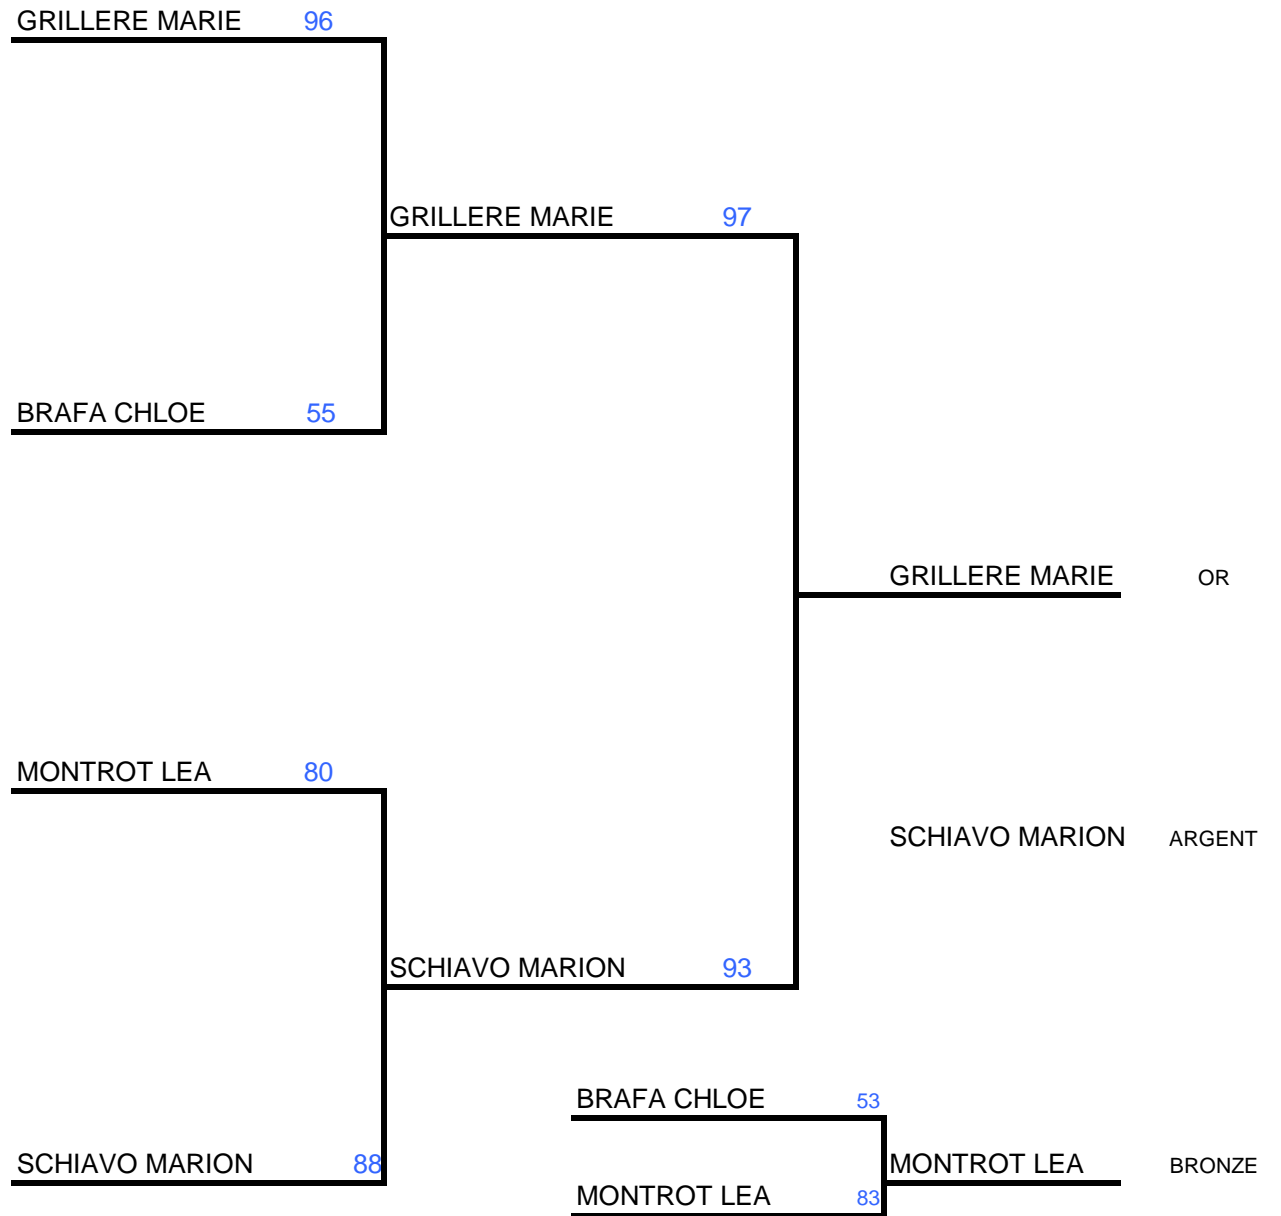 GRILLERE MARIE 96
GRILLERE MARIE 97
BRAFA CHLOE 55
GRILLERE MARIE OR
MONTROT LEA 80
SCHIAVO MARION ARGENT
SCHIAVO MARION 93
BRAFA CHLOE 53
SCHIAVO MARION 88
MONTROT LEA BRONZE
MONTROT LEA 83